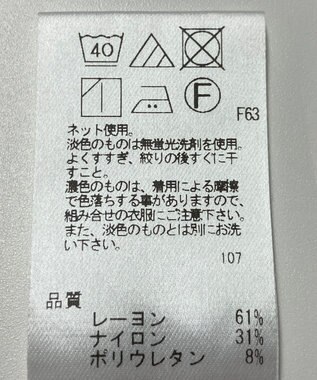 40
F
F63
ネット使用。
淡色のものは無蛍光洗剤を使用。
よくすすぎ、絞りの後すぐに干
すこと。
濃色のものは、着用による摩擦
で色落ちする事がありますので、
組み合せの衣服にご注意下さい。
また、淡色のものとは別にお洗
い下さい。
107
品質
レーヨン 61%
ナイロン 31%
ポリウレタン 8%